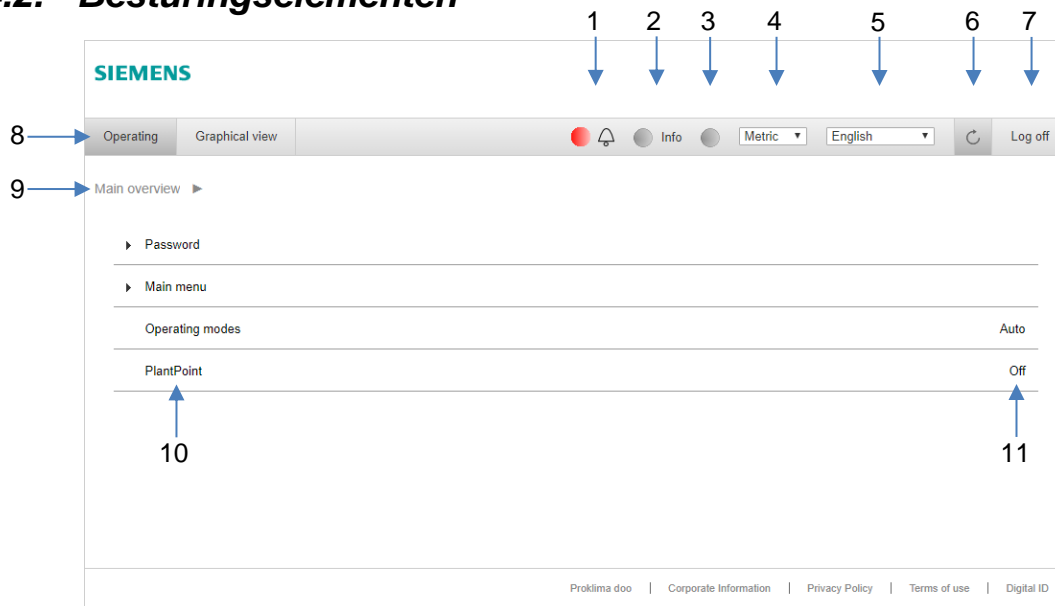 .2. Besturingselementen
1 2 3 4 5 6 7
SIEMENS
8 Operating Graphical view Info Metric English Log off
9 Main overview
Password
Main menu
Operating modes Auto
PlantPoint Off
10 11
Proklima doo | Corporate Information | Privacy Policy | Terms of use | Digital ID